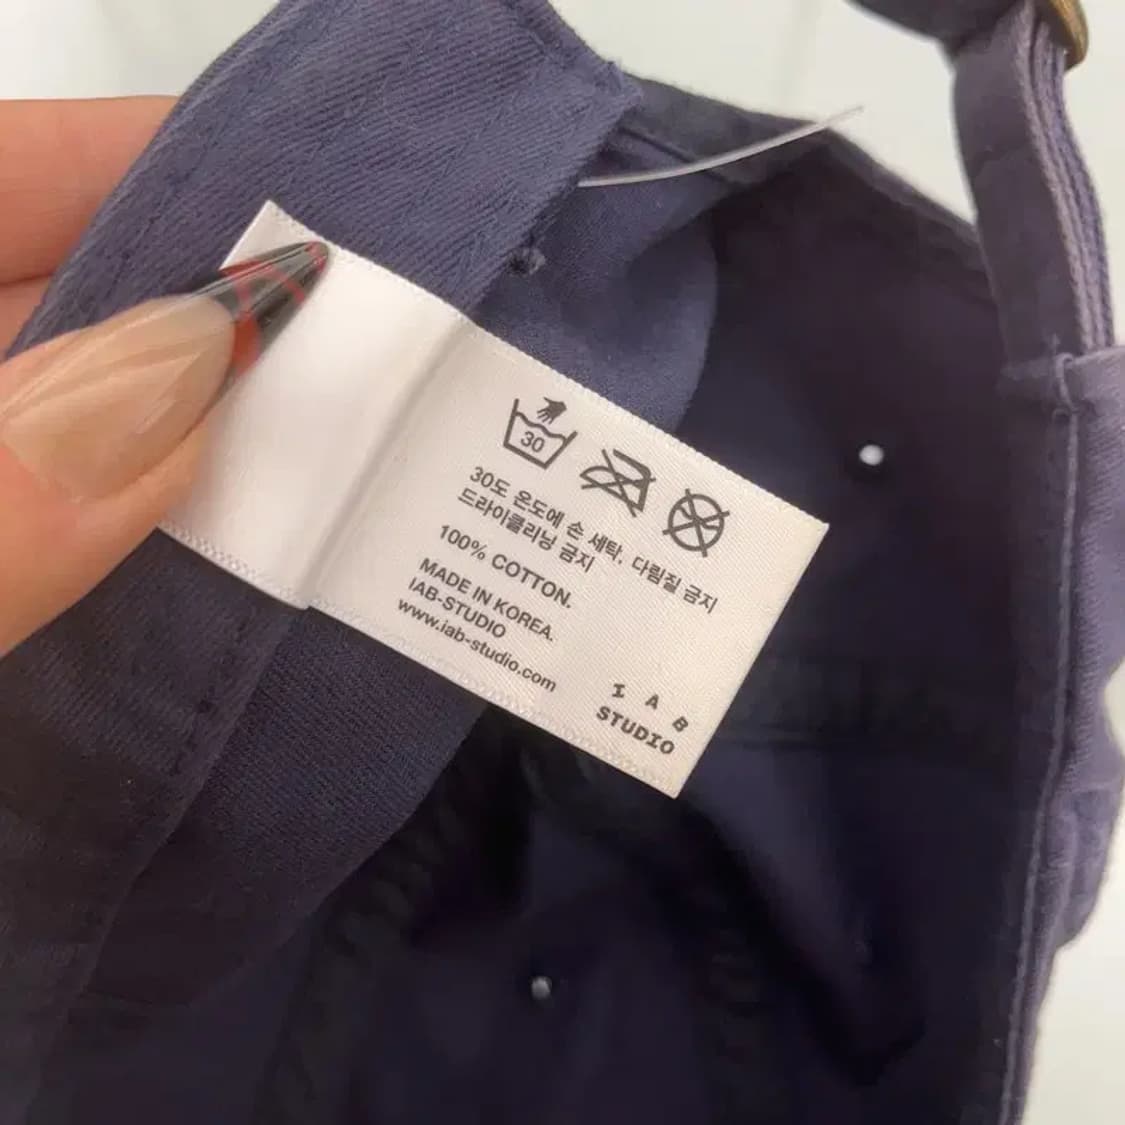 30
30도 온도에 손 세탁, 다림질 금지
드라이클리닝 금지
100% COTTON.
MADE IN KOREA.
IAB-STUDIO
www.iab-studio.com
I A B
STUDIO